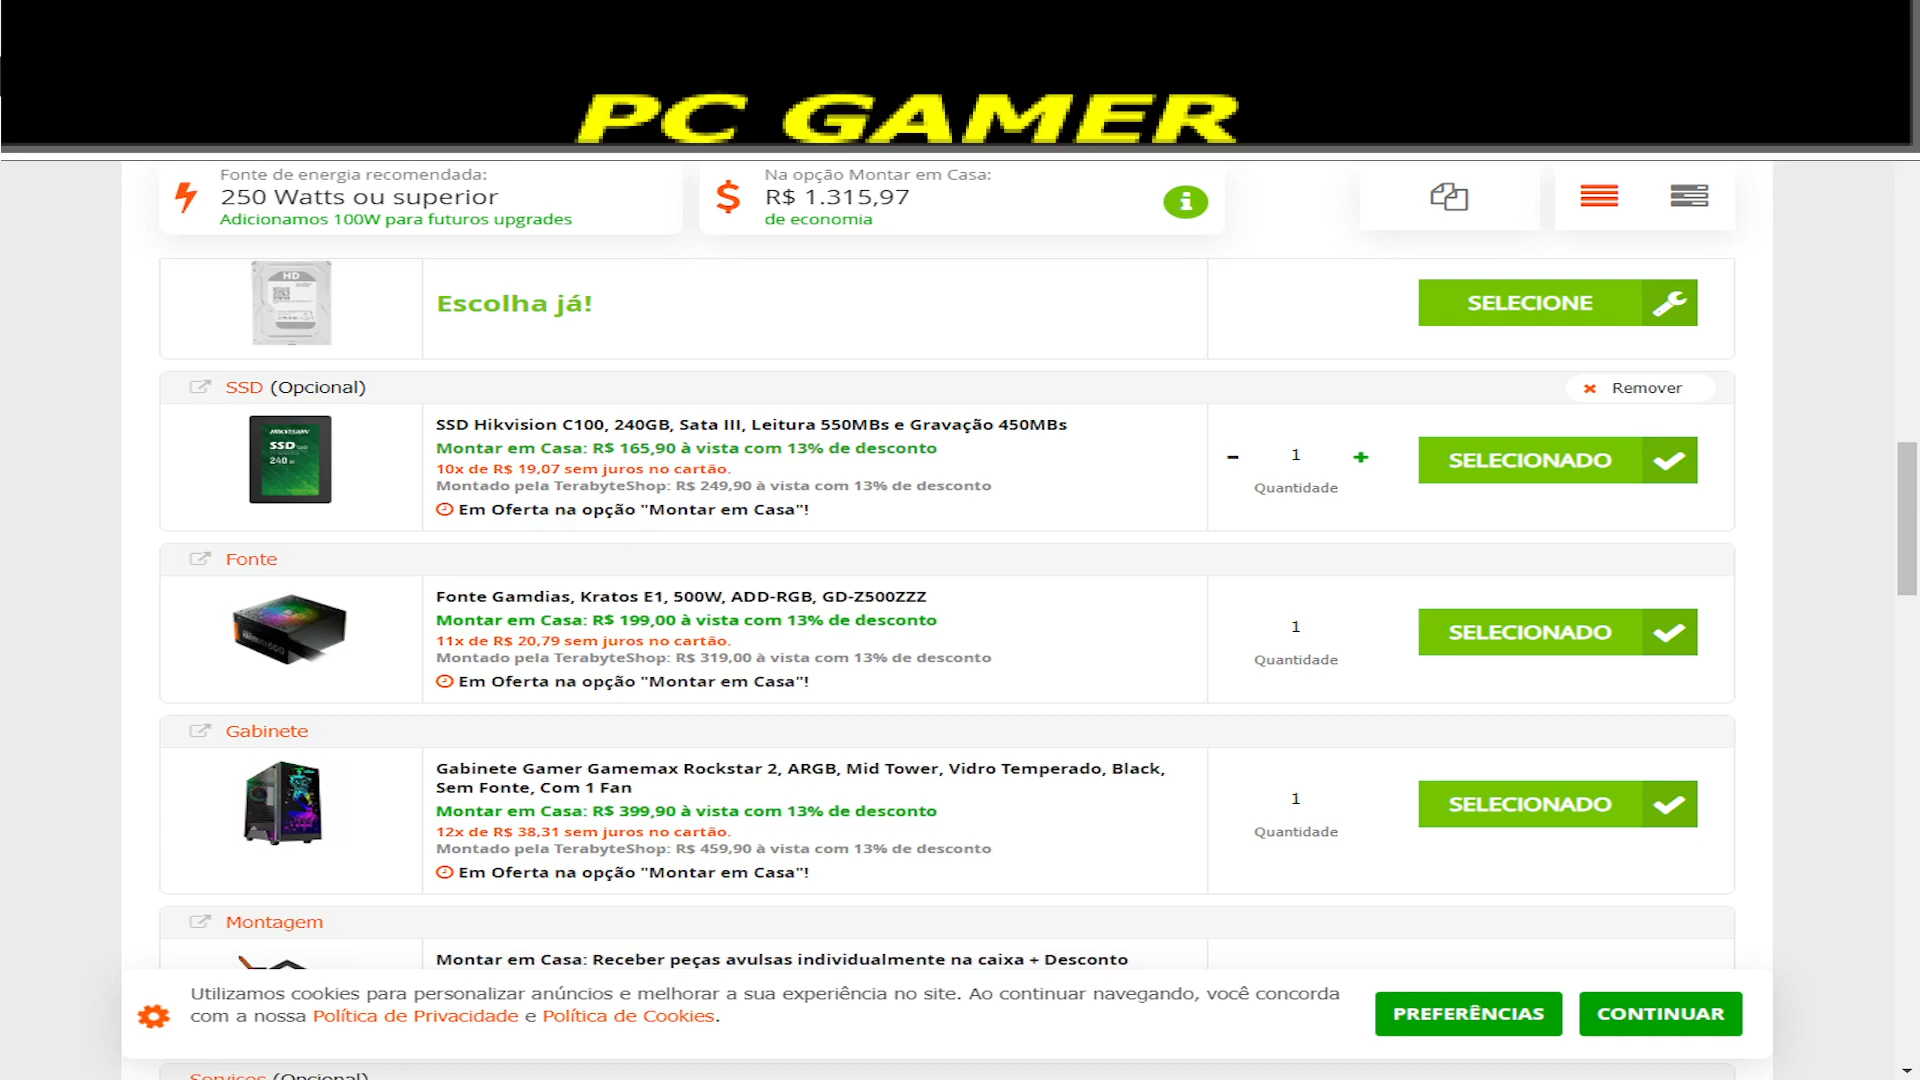 PC GAMER
Fonte de energia recomendada:
250 Watts ou superior
Adicionamos 100W para futuros upgrades
Na opção Montar em Casa:
R$ 1.315,97
de economia
HD
Escolha já!
SELECIONE
SSD (Opcional)
Remover
HIKVISION
SSD
240
SSD Hikvision C100, 240GB, Sata III, Leitura 550MBs e Gravação 450MBs
Montar em Casa: R$ 165,90 à vista com 13% de desconto
10x de R$ 19,07 sem juros no cartão.
Montado pela TerabyteShop: R$ 249,90 à vista com 13% de desconto
Em Oferta na opção "Montar em Casa"!
- 1 +
Quantidade
SELECIONADO
Fonte
Fonte Gamdias, Kratos E1, 500W, ADD-RGB, GD-Z500ZZZ
Montar em Casa: R$ 199,00 à vista com 13% de desconto
11x de R$ 20,79 sem juros no cartão.
Montado pela TerabyteShop: R$ 319,00 à vista com 13% de desconto
Em Oferta na opção "Montar em Casa"!
1
Quantidade
SELECIONADO
Gabinete
Gabinete Gamer Gamemax Rockstar 2, ARGB, Mid Tower, Vidro Temperado, Black,
Sem Fonte, Com 1 Fan
Montar em Casa: R$ 399,90 à vista com 13% de desconto
12x de R$ 38,31 sem juros no cartão.
Montado pela TerabyteShop: R$ 459,90 à vista com 13% de desconto
Em Oferta na opção "Montar em Casa"!
1
Quantidade
SELECIONADO
Montagem
Montar em Casa: Receber peças avulsas individualmente na caixa + Desconto
Utilizamos cookies para personalizar anúncios e melhorar a sua experiência no site. Ao continuar navegando, você concorda
com a nossa Política de Privacidade e Política de Cookies.
PREFERÊNCIAS
CONTINUAR
Serviços (Opcional)